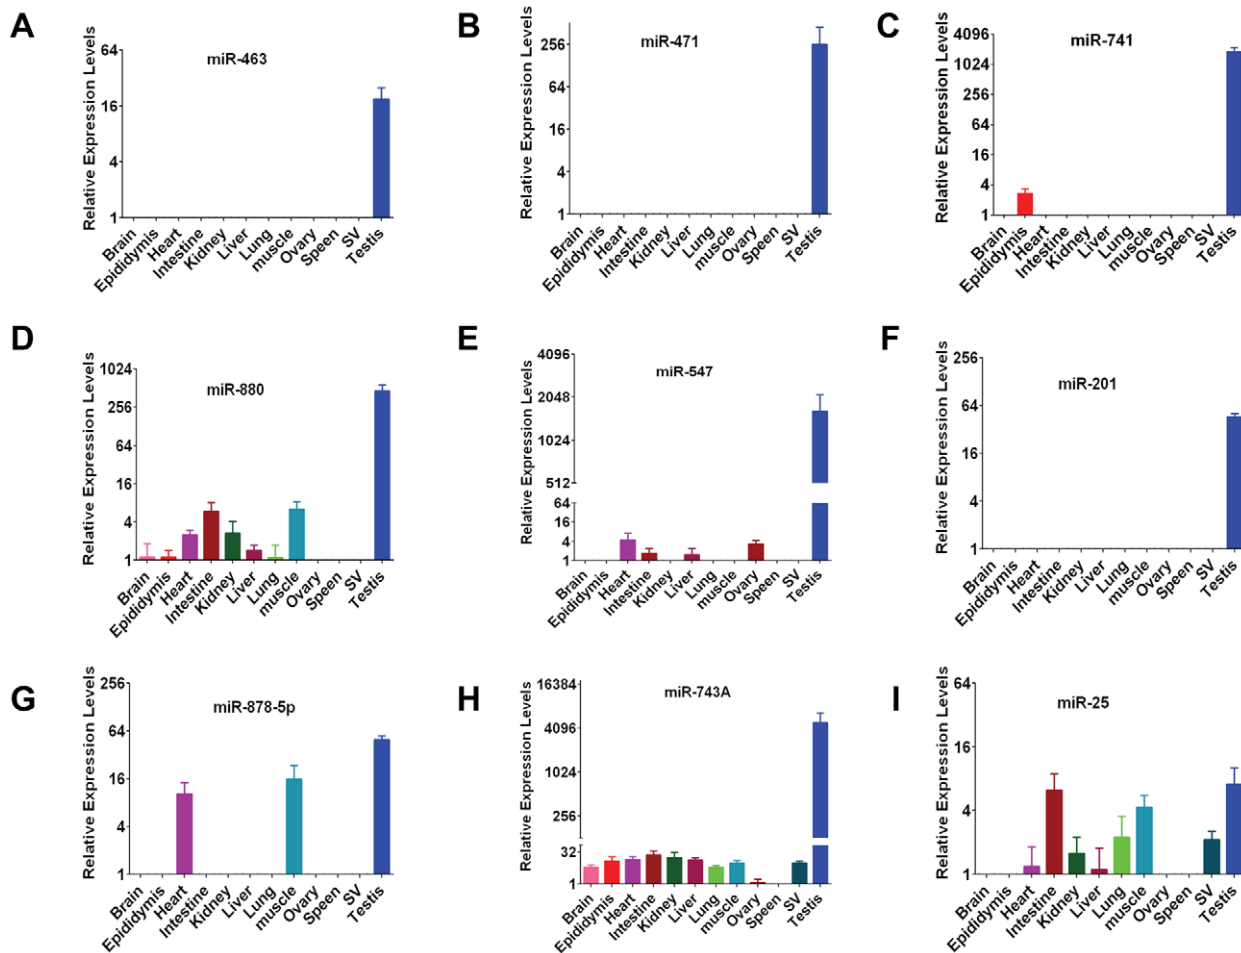 A
Relative Expression Levels
miR-463
64
16
4
1
Brain
Epididymis
Heart
Intestine
Kidney
Liver
Lung
muscle
Ovary
Speen
SV
Testis
B
Relative Expression Levels
miR-471
256
64
16
4
1
Brain
Epididymis
Heart
Intestine
Kidney
Liver
Lung
muscle
Ovary
Speen
SV
Testis
C
Relative Expression Levels
miR-741
4096
1024
256
64
16
4
1
Brain
Epididymis
Heart
Intestine
Kidney
Liver
Lung
muscle
Ovary
Speen
SV
Testis
D
Relative Expression Levels
miR-880
1024
256
64
16
4
1
Brain
Epididymis
Heart
Intestine
Kidney
Liver
Lung
muscle
Ovary
Speen
SV
Testis
E
Relative Expression Levels
miR-547
4096
2048
1024
512
64
16
4
1
Brain
Epididymis
Heart
Intestine
Kidney
Liver
Lung
muscle
Ovary
Speen
SV
Testis
F
Relative Expression Levels
miR-201
256
64
16
4
1
Brain
Epididymis
Heart
Intestine
Kidney
Liver
Lung
muscle
Ovary
Speen
SV
Testis
G
Relative Expression Levels
miR-878-5p
256
64
16
4
1
Brain
Epididymis
Heart
Intestine
Kidney
Liver
Lung
muscle
Ovary
Speen
SV
Testis
H
Relative Expression Levels
miR-743A
16384
4096
1024
256
32
1
Brain
Epididymis
Heart
Intestine
Kidney
Liver
Lung
muscle
Ovary
Speen
SV
Testis
I
Relative Expression Levels
miR-25
64
16
4
1
Brain
Epididymis
Heart
Intestine
Kidney
Liver
Lung
muscle
Ovary
Speen
SV
Testis